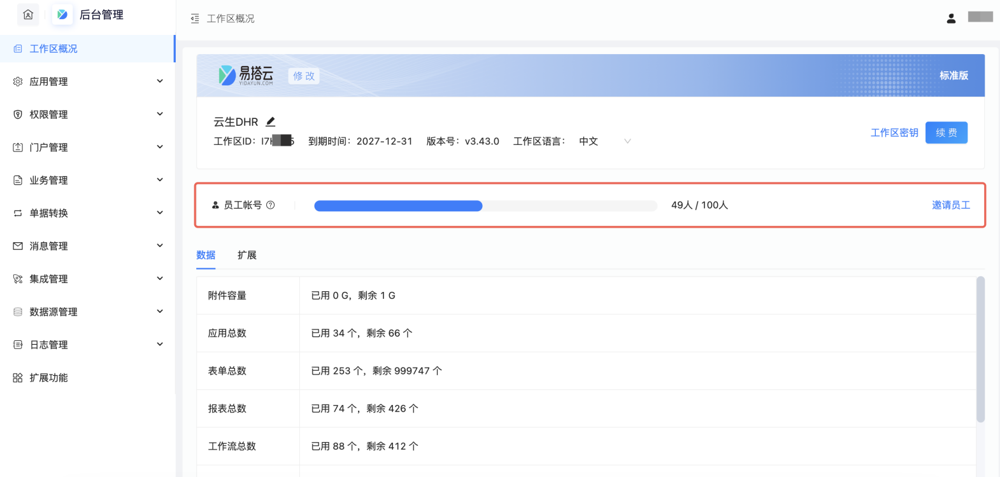 后台管理
工作区概况
应用管理
权限管理
门户管理
业务管理
单据转换
消息管理
集成管理
数据源管理
日志管理
扩展功能
工作区概况
易搭云
YIDAYUN.COM
修 改
标准版
云生DHR
工作区ID: 到期时间: 2027-12-31 版本号: v3.43.0 工作区语言: 中文
工作区密钥
续 费
员工帐号
49人 / 100人
邀请员工
数据 扩展
附件容量 已用 0 G，剩余 1 G
应用总数 已用 34 个，剩余 66 个
表单总数 已用 253 个，剩余 999747 个
报表总数 已用 74 个，剩余 426 个
工作流总数 已用 88 个，剩余 412 个